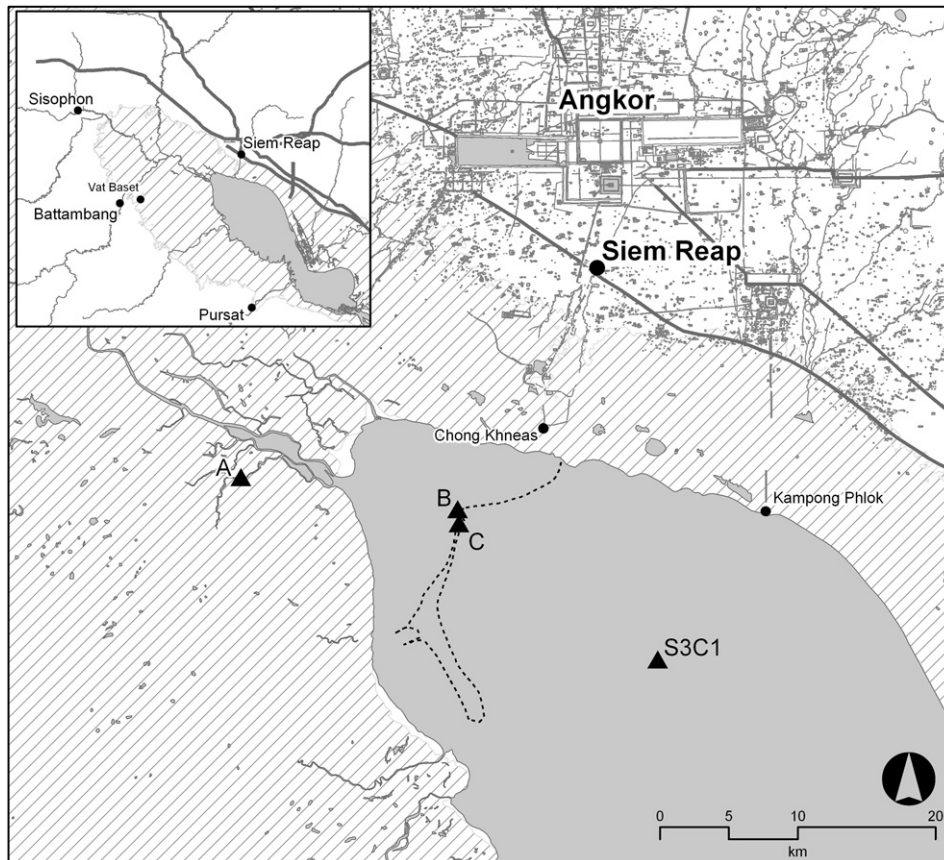 Sisophon
Siem Reap
Vat Baset
Battambang
Pursat
Angkor
Siem Reap
Chong Khneas
A
B
C
Kampong Phlok
S3C1
0 5 10 20
km